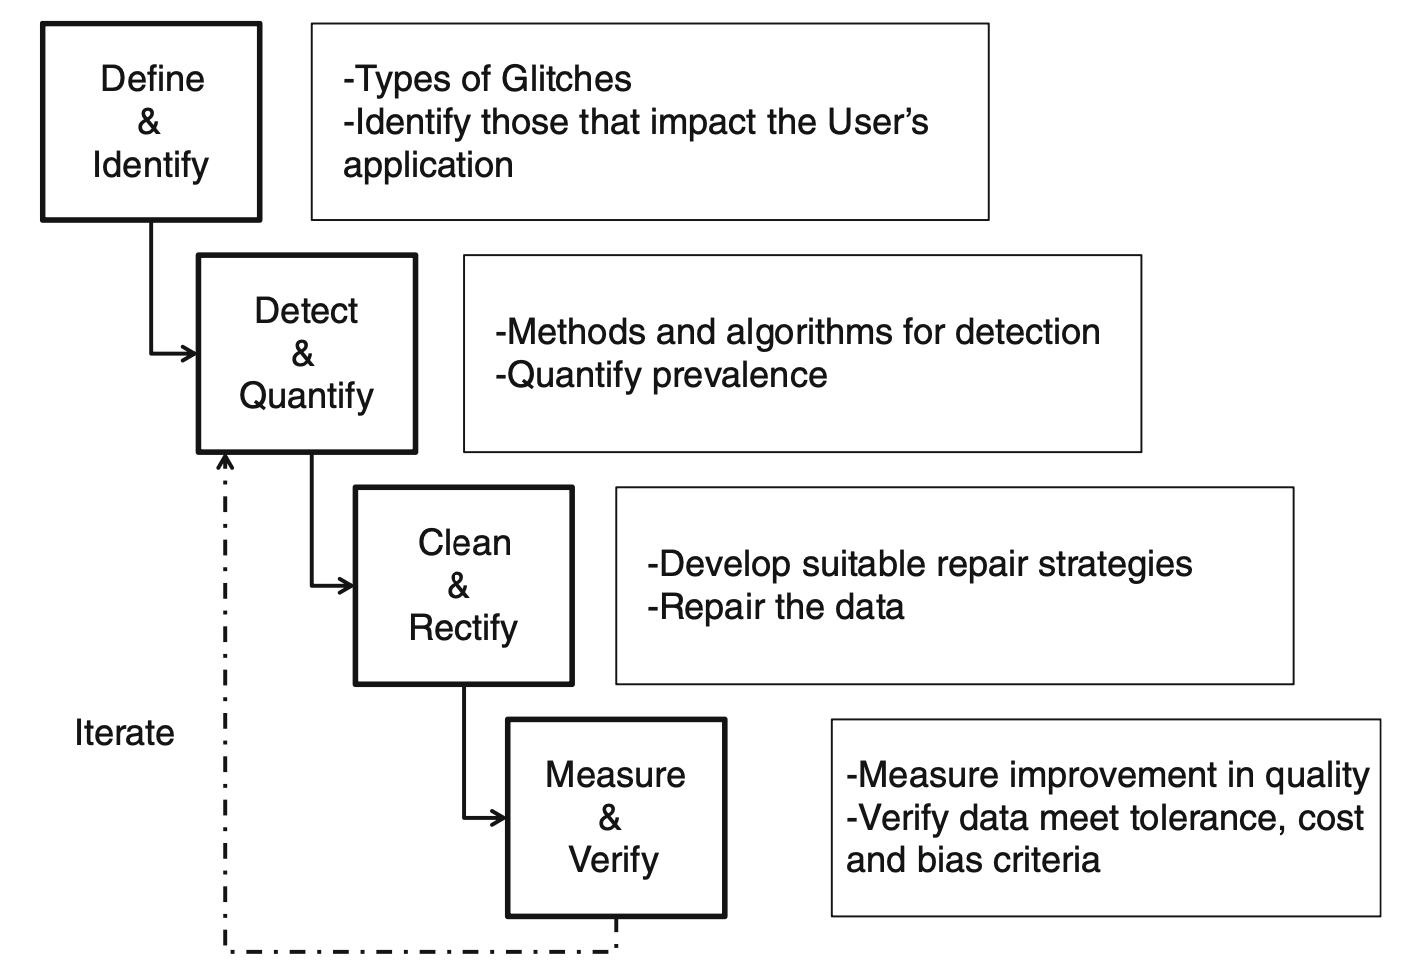 Define
&
Identify
-Types of Glitches
-Identify those that impact the User’s
application
Detect
&
Quantify
-Methods and algorithms for detection
-Quantify prevalence
Clean
&
Rectify
-Develop suitable repair strategies
-Repair the data
Iterate
Measure
&
Verify
-Measure improvement in quality
-Verify data meet tolerance, cost
and bias criteria